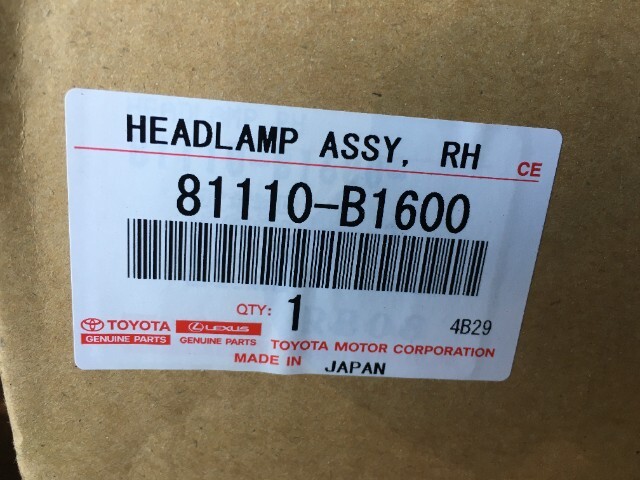 HEADLAMP ASSY, RH
CE
81110-B1600
QTY: 1
4B29
TOYOTA
GENUINE PARTS
LEXUS
GENUINE PARTS
TOYOTA MOTOR CORPORATION
MADE IN JAPAN